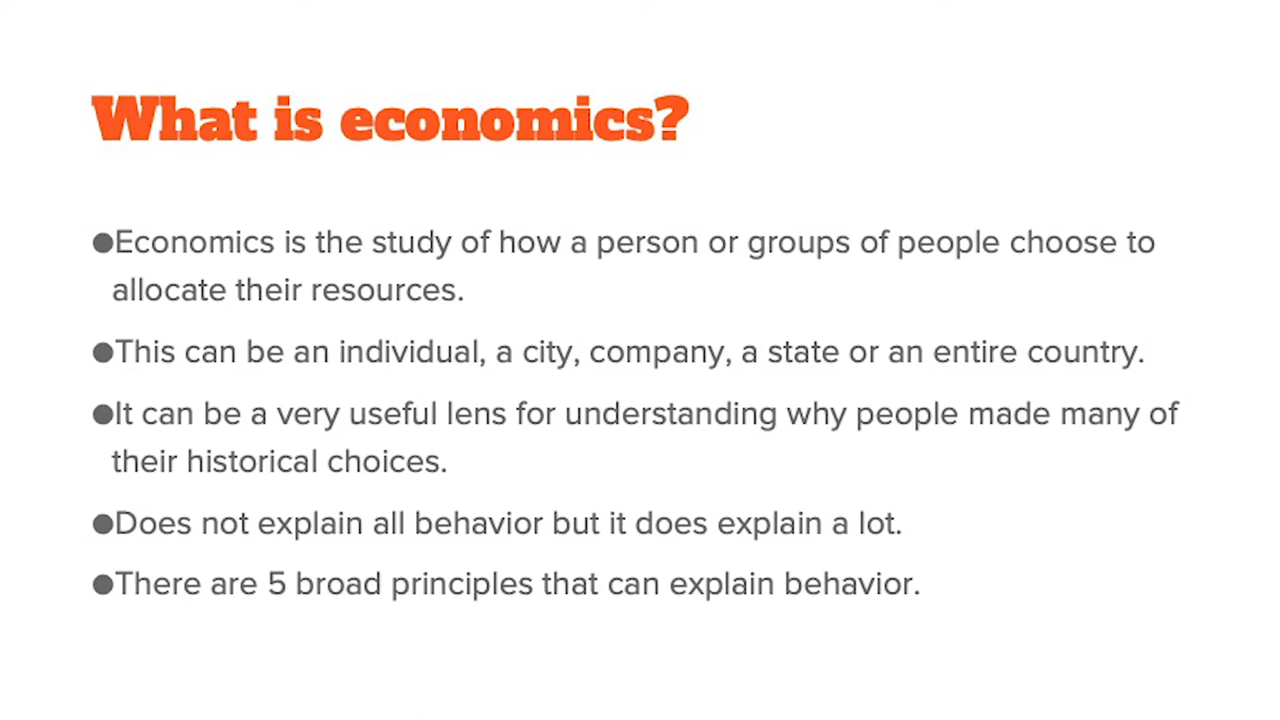 What is economics?
●Economics is the study of how a person or groups of people choose to
allocate their resources.
●This can be an individual, a city, company, a state or an entire country.
●It can be a very useful lens for understanding why people made many of
their historical choices.
●Does not explain all behavior but it does explain a lot.
●There are 5 broad principles that can explain behavior.